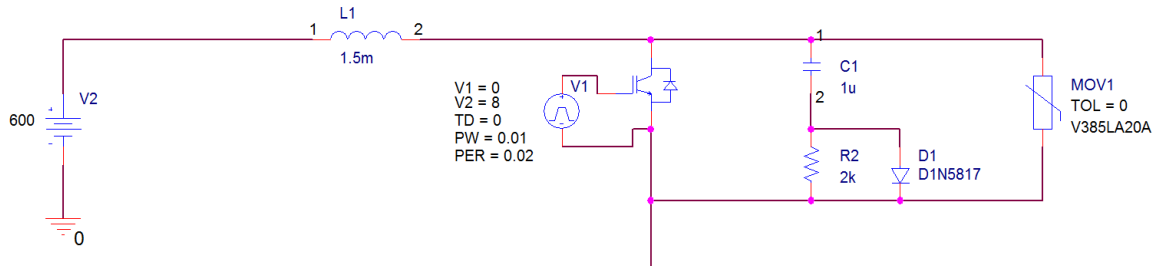 L1
1 2
1.5m
1
V2
600
0
V1 = 0
V2 = 8
TD = 0
PW = 0.01
PER = 0.02
V1
C1
1u
2
R2
2k
D1
D1N5817
MOV1
TOL = 0
V385LA20A